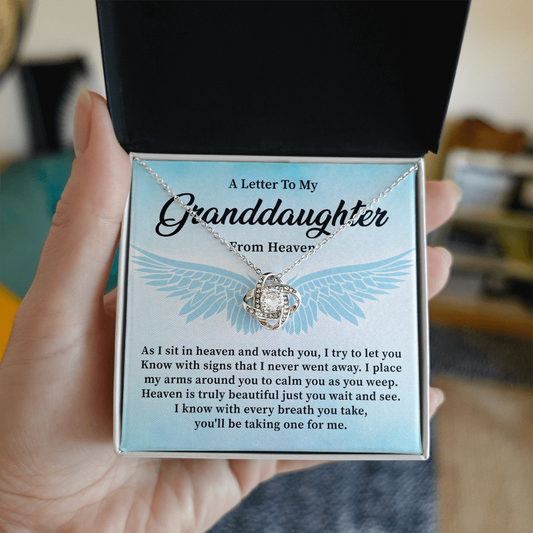 A Letter To My
Granddaughter
From Heaven
As I sit in heaven and watch you, I try to let you
Know with signs that I never went away. I place
my arms around you to calm you as you weep.
Heaven is truly beautiful just you wait and see.
I know with every breath you take,
you'll be taking one for me.